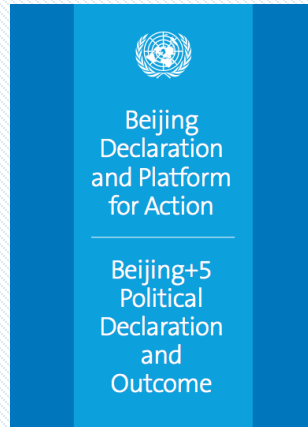 Beijing
Declaration
and Platform
for Action
Beijing+5
Political
Declaration
and
Outcome